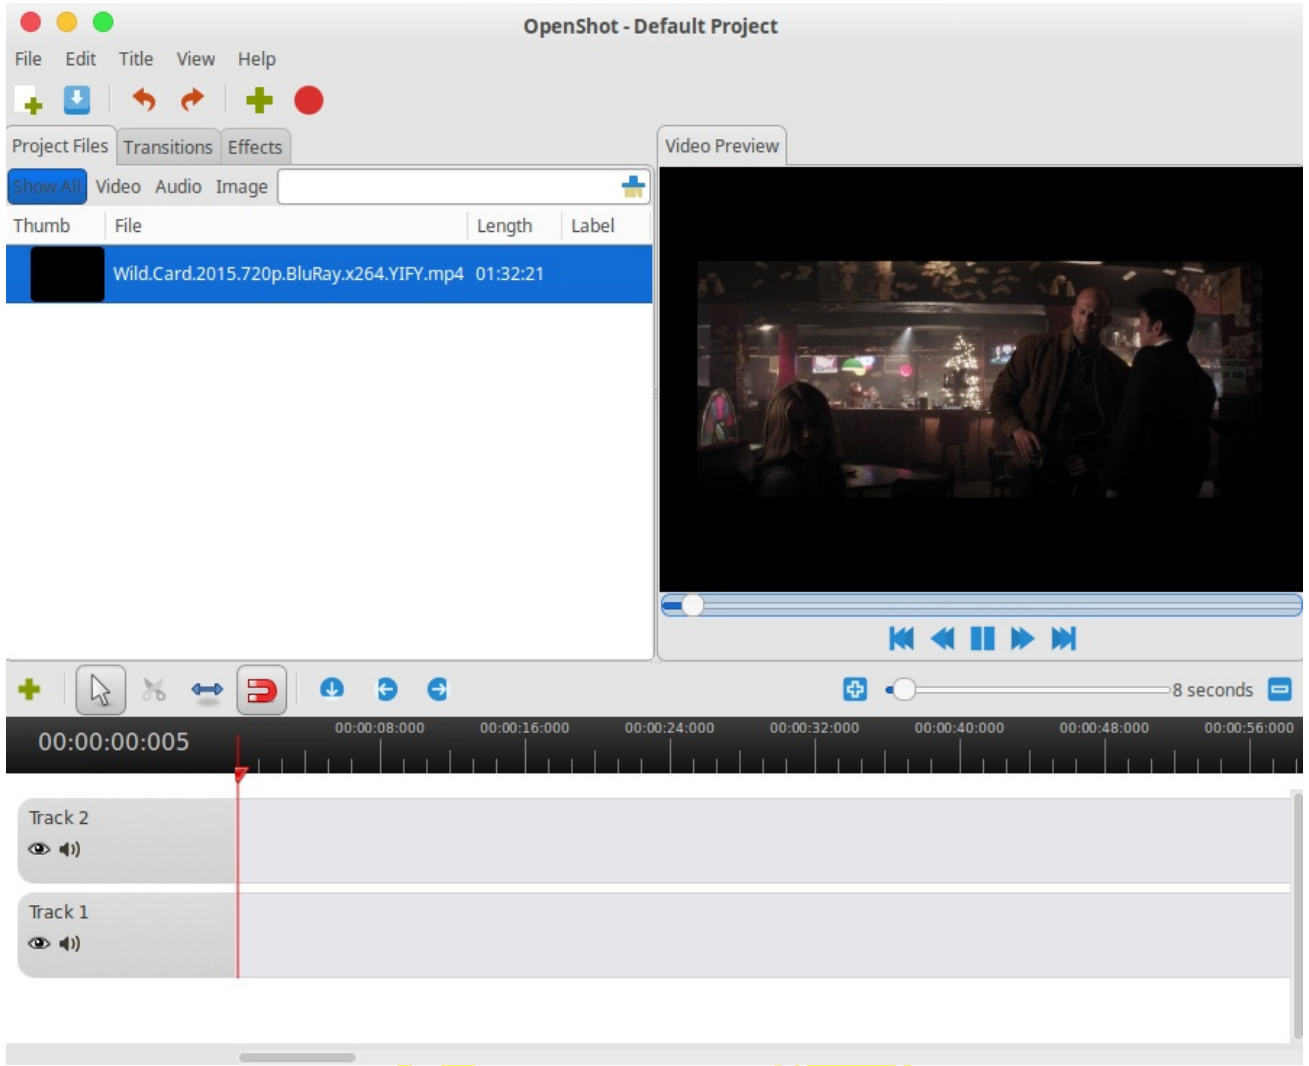 OpenShot - Default Project
File Edit Title View Help
Project Files Transitions Effects
Video Preview
Show All Video Audio Image
Thumb File Length Label
Wild.Card.2015.720p.BluRay.x264.YIFY.mp4 01:32:21
8 seconds
00:00:00:005
00:00:08:000 00:00:16:000 00:00:24:000 00:00:32:000 00:00:40:000 00:00:48:000 00:00:56:000
Track 2
Track 1